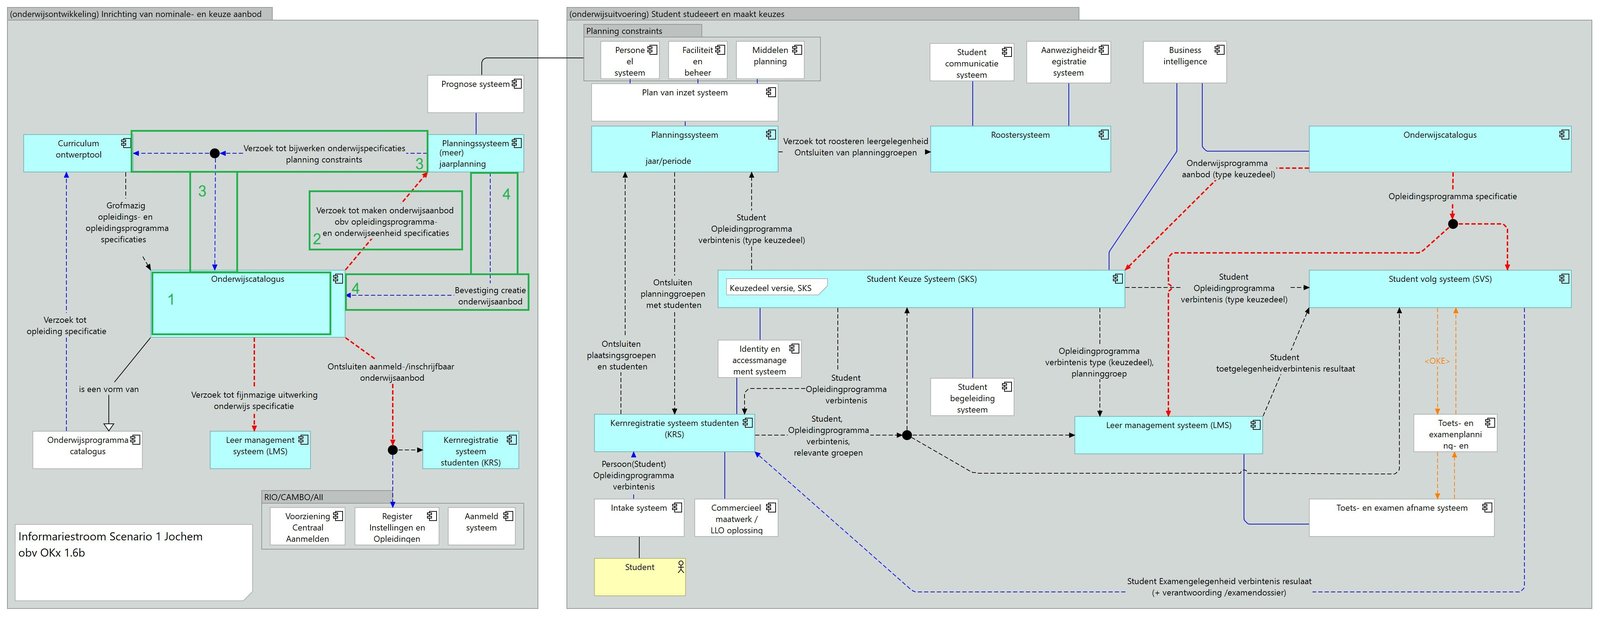 (onderwijsontwikkeling) Inrichting van nominale- en keuze aanbod
Prognose systeem
Curriculum
ontwerptool
Verzoek tot bijwerken onderwijspecificaties
planning constraints
3
Planningssysteem
(meer)
jaarplanning
3
4
Grofmazig
opleidings- en
opleidingsprogramma
specificaties
Verzoek tot maken onderwijsaanbod
obv opleidingsprogramma-
en onderwijseenheid specificaties
2
Onderwijscatalogus
1
4
Bevestiging creatie
onderwijsaanbod
Verzoek tot
opleiding specificatie
is een vorm van
Verzoek tot fijnmazige uitwerking
onderwijs specificatie
Ontsluiten aanmeld-/inschrijfbaar
onderwijsaanbod
Onderwijsprogramma
catalogus
Leer management
systeem (LMS)
Kernregistratie
systeem
studenten (KRS)
RIO/CAMBO/All
Voorziening
Centraal
Aanmelden
Register
Instellingen en
Opleidingen
Aanmeld
systeem
Informariestroom Scenario 1 Jochem
obv OKx 1.6b
(onderwijsuitvoering) Student studeeert en maakt keuzes
Planning constraints
Persone
el
systeem
Faciliteit
en
beheer
Middelen
planning
Plan van inzet systeem
Student
communicatie
systeem
Aanwezigheidr
egistratie
systeem
Business
intelligence
Planningssysteem
jaar/periode
Verzoek tot roosteren leergelegenheid
Ontsluiten van planninggroepen
Roostersysteem
Onderwijscatalogus
Onderwijsprogramma
aanbod (type keuzedeel)
Opleidingsprogramma specificatie
Student
Opleidingprogramma
verbintenis (type keuzedeel)
Student Keuze Systeem (SKS)
Keuzedeel versie, SKS
Student
Opleidingprogramma
verbintenis (type keuzedeel)
Student volg systeem (SVS)
Ontsluiten
planninggroepen
met studenten
Ontsluiten
plaatsingsgroepen
en studenten
Identity en
accessmanage
ment systeem
Student
Opleidingprogramma
verbintenis
Student
begeleiding
systeem
Opleidingprogramma
verbintenis type (keuzedeel),
planninggroep
Student
toetgelegenheidverbintenis resultaat
<OKE>
Kernregistratie systeem studenten
(KRS)
Student,
Opleidingprogramma
verbintenis,
relevante groepen
Leer management systeem (LMS)
Toets- en
examenplanni
ng- en
Persoon(Student)
Opleidingprogramma
verbintenis
Intake systeem
Commercieel
maatwerk /
LLO oplossing
Toets- en examen afname systeem
Student
Student Examengelegenheid verbintenis resulaat
(+ verantwoording /examendossier)